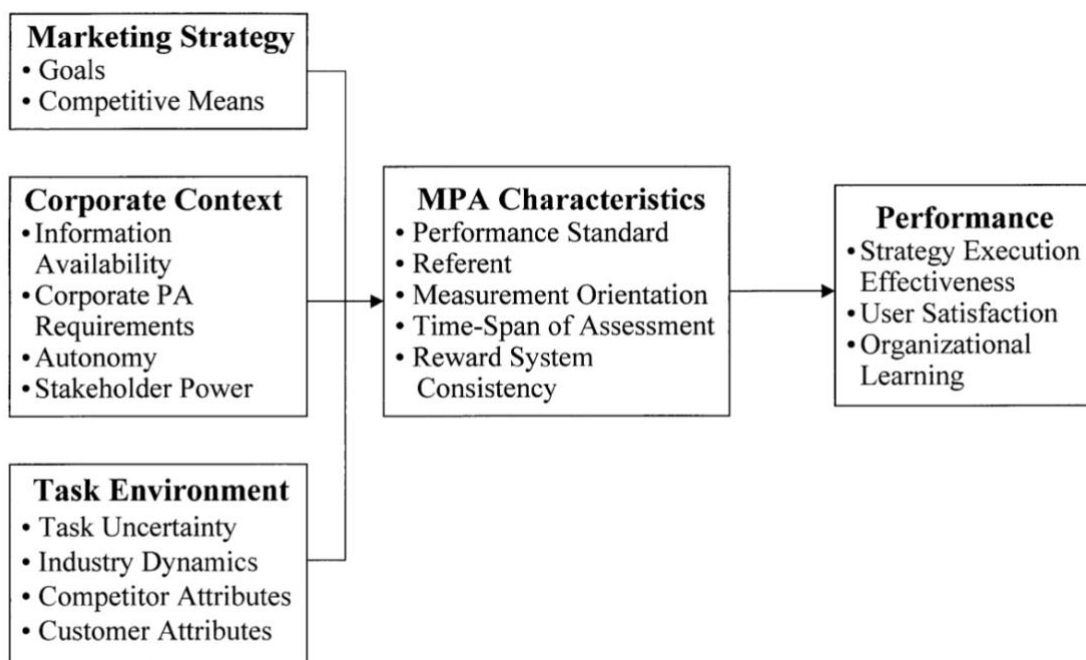 Marketing Strategy
• Goals
• Competitive Means
Corporate Context
• Information
Availability
• Corporate PA
Requirements
• Autonomy
• Stakeholder Power
Task Environment
• Task Uncertainty
• Industry Dynamics
• Competitor Attributes
• Customer Attributes
MPA Characteristics
• Performance Standard
• Referent
• Measurement Orientation
• Time-Span of Assessment
• Reward System
Consistency
Performance
• Strategy Execution
Effectiveness
• User Satisfaction
• Organizational
Learning